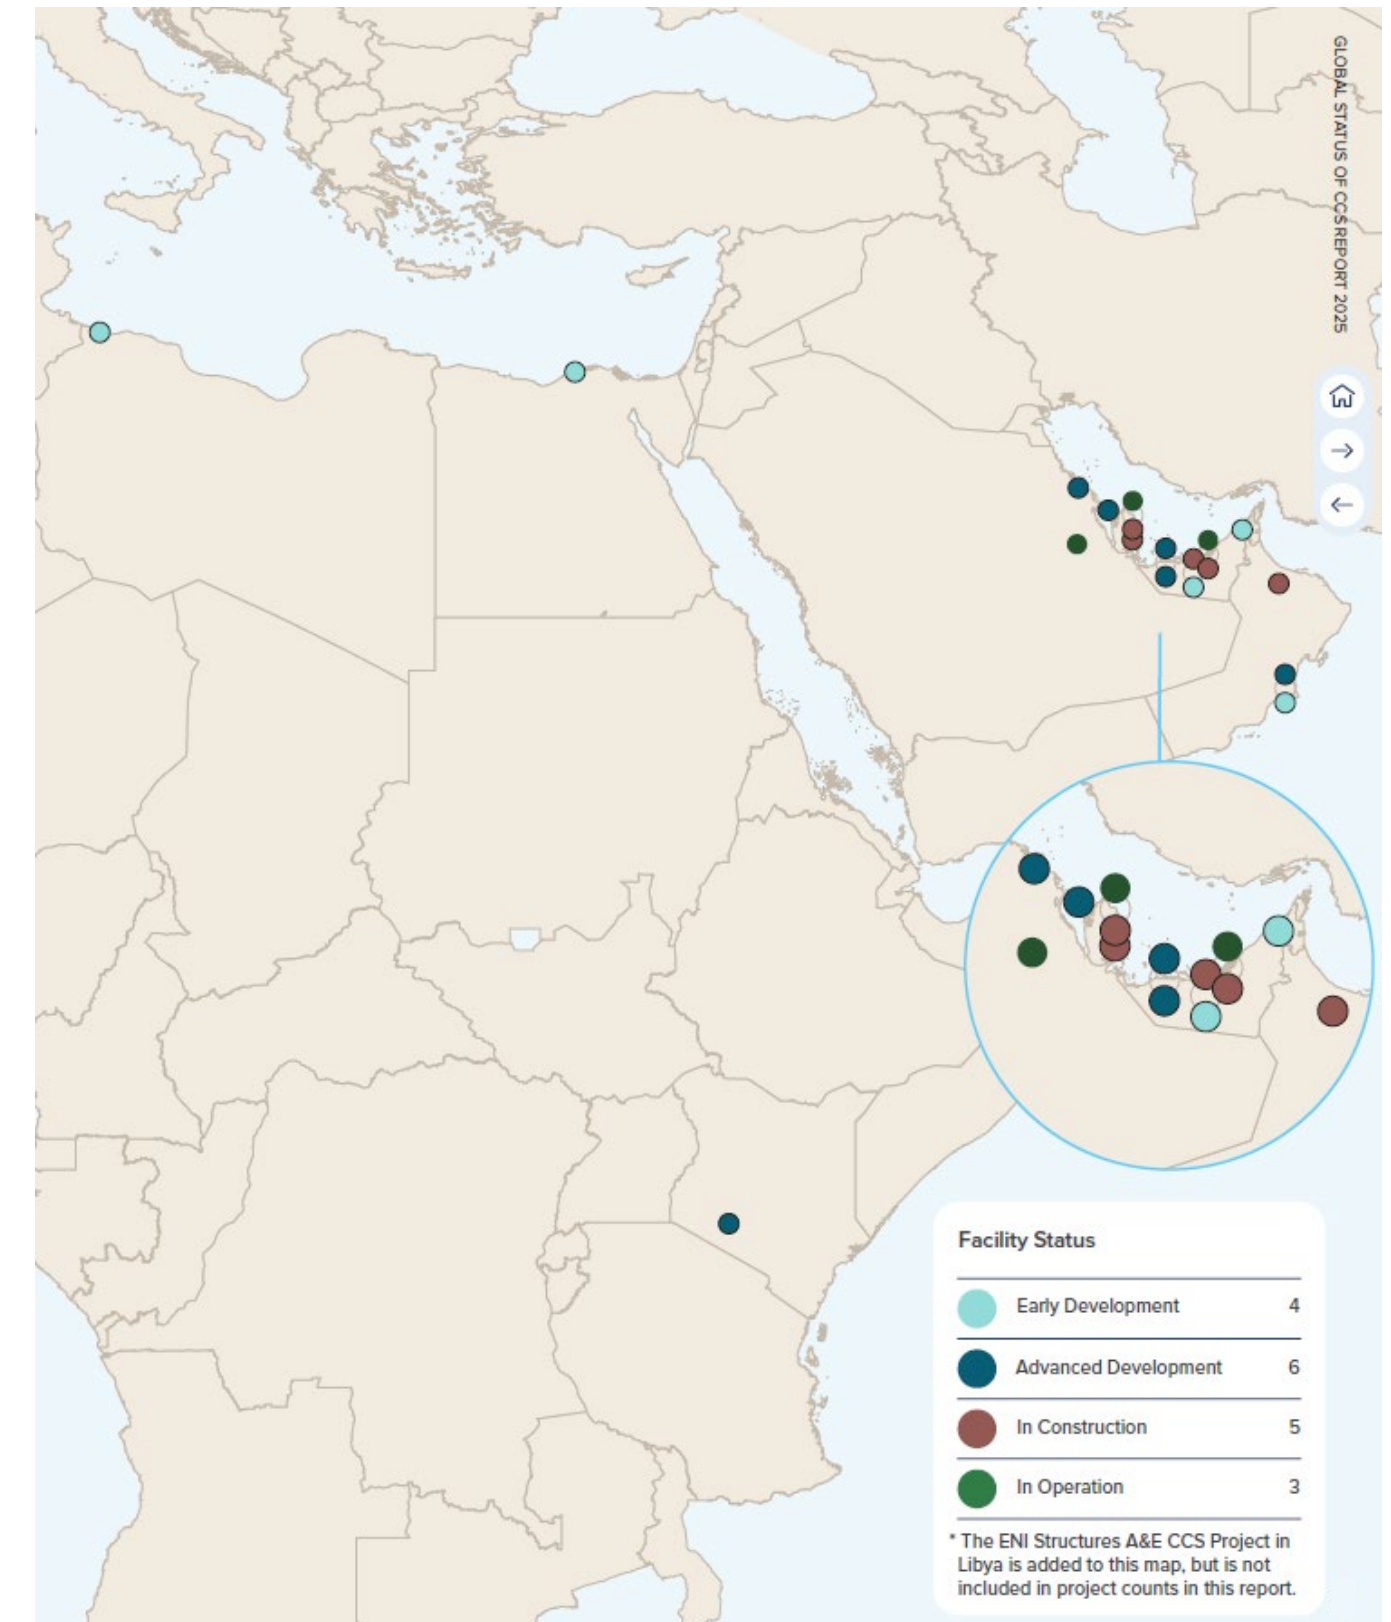 GLOBAL STATUS OF CCS REPORT 2025
Facility Status
Early Development 4
Advanced Development 6
In Construction 5
In Operation 3
* The ENI Structures A&E CCS Project in
Libya is added to this map, but is not
included in project counts in this report.